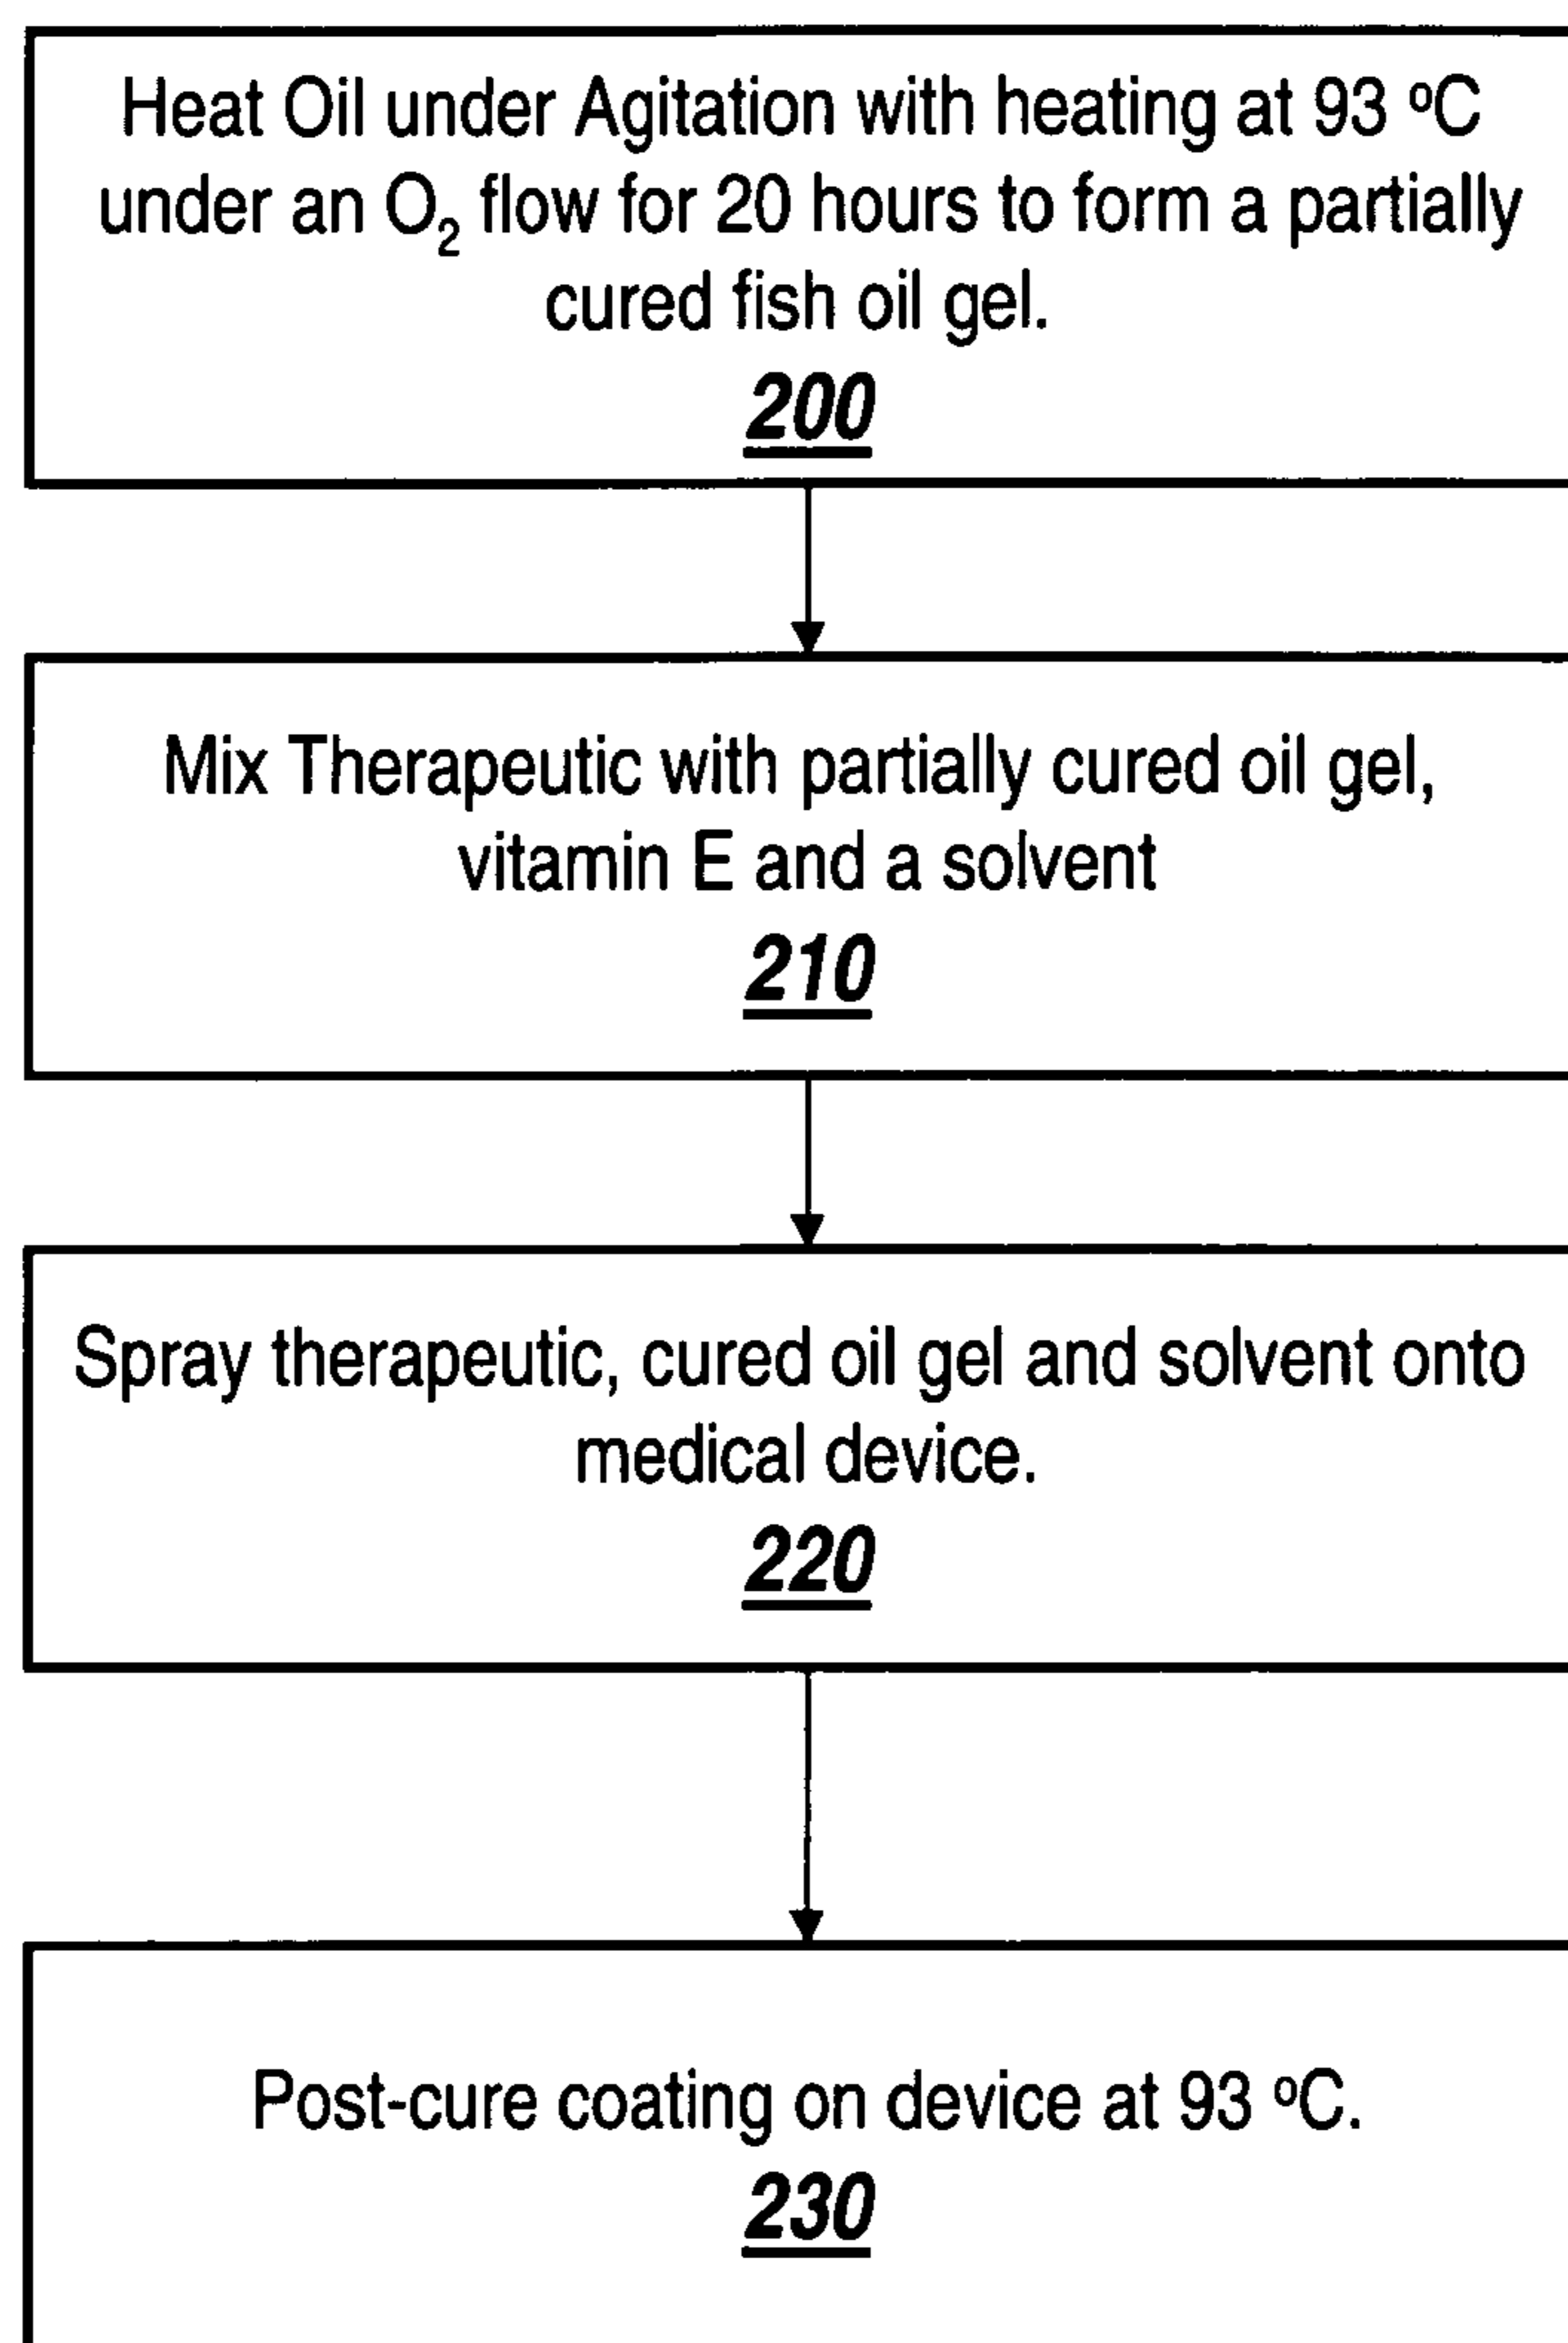 Heat Oil under Agitation with heating at 93 ºC
under an O₂ flow for 20 hours to form a partially
cured fish oil gel.
200
Mix Therapeutic with partially cured oil gel,
vitamin E and a solvent
210
Spray therapeutic, cured oil gel and solvent onto
medical device.
220
Post-cure coating on device at 93 ºC.
230